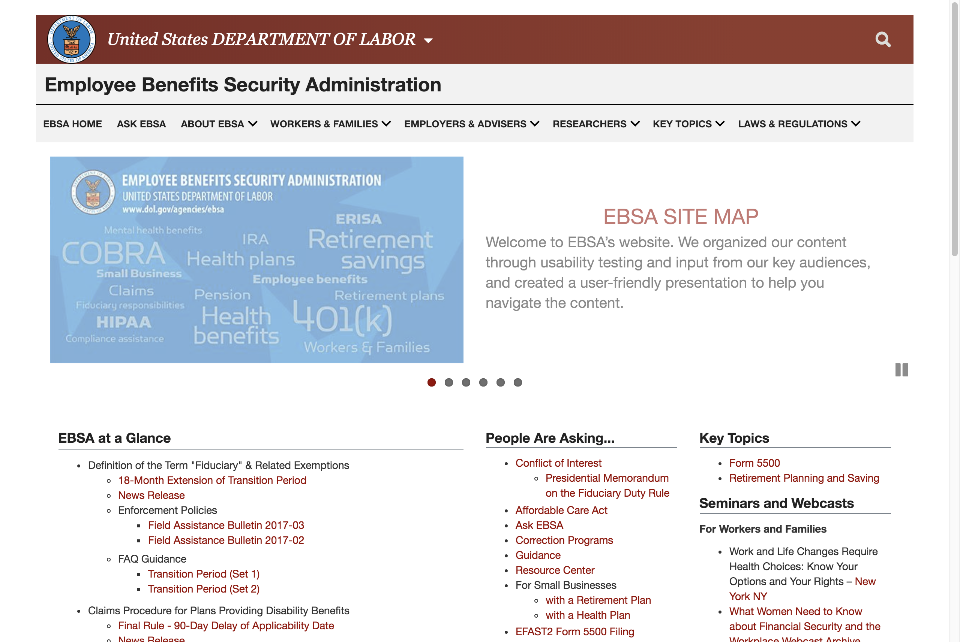 United States DEPARTMENT OF LABOR
Employee Benefits Security Administration
EBSA HOME ASK EBSA ABOUT EBSA WORKERS & FAMILIES EMPLOYERS & ADVISERS RESEARCHERS KEY TOPICS LAWS & REGULATIONS
EMPLOYEE BENEFITS SECURITY ADMINISTRATION
UNITED STATES DEPARTMENT OF LABOR
www.dol.gov/agencies/ebsa
ERISA
Mental health benefits
IRA
Retirement savings
COBRA
Health plans
Small Business
Employee benefits
Claims
Pension
Retirement plans
Fiduciary responsibilities
Health benefits
401(k)
HIPAA
Compliance assistance
Workers & Families
EBSA SITE MAP
Welcome to EBSA's website. We organized our content
through usability testing and input from our key audiences,
and created a user-friendly presentation to help you
navigate the content.
EBSA at a Glance
Definition of the Term "Fiduciary" & Related Exemptions
18-Month Extension of Transition Period
News Release
Enforcement Policies
Field Assistance Bulletin 2017-03
Field Assistance Bulletin 2017-02
FAQ Guidance
Transition Period (Set 1)
Transition Period (Set 2)
Claims Procedure for Plans Providing Disability Benefits
Final Rule - 90-Day Delay of Applicability Date
News Release
People Are Asking...
Conflict of Interest
Presidential Memorandum
on the Fiduciary Duty Rule
Affordable Care Act
Ask EBSA
Correction Programs
Guidance
Resource Center
For Small Businesses
with a Retirement Plan
with a Health Plan
EFAST2 Form 5500 Filing
Key Topics
Form 5500
Retirement Planning and Saving
Seminars and Webcasts
For Workers and Families
Work and Life Changes Require
Health Choices: Know Your
Options and Your Rights – New
York NY
What Women Need to Know
about Financial Security and the
Workplace Webcast Archive